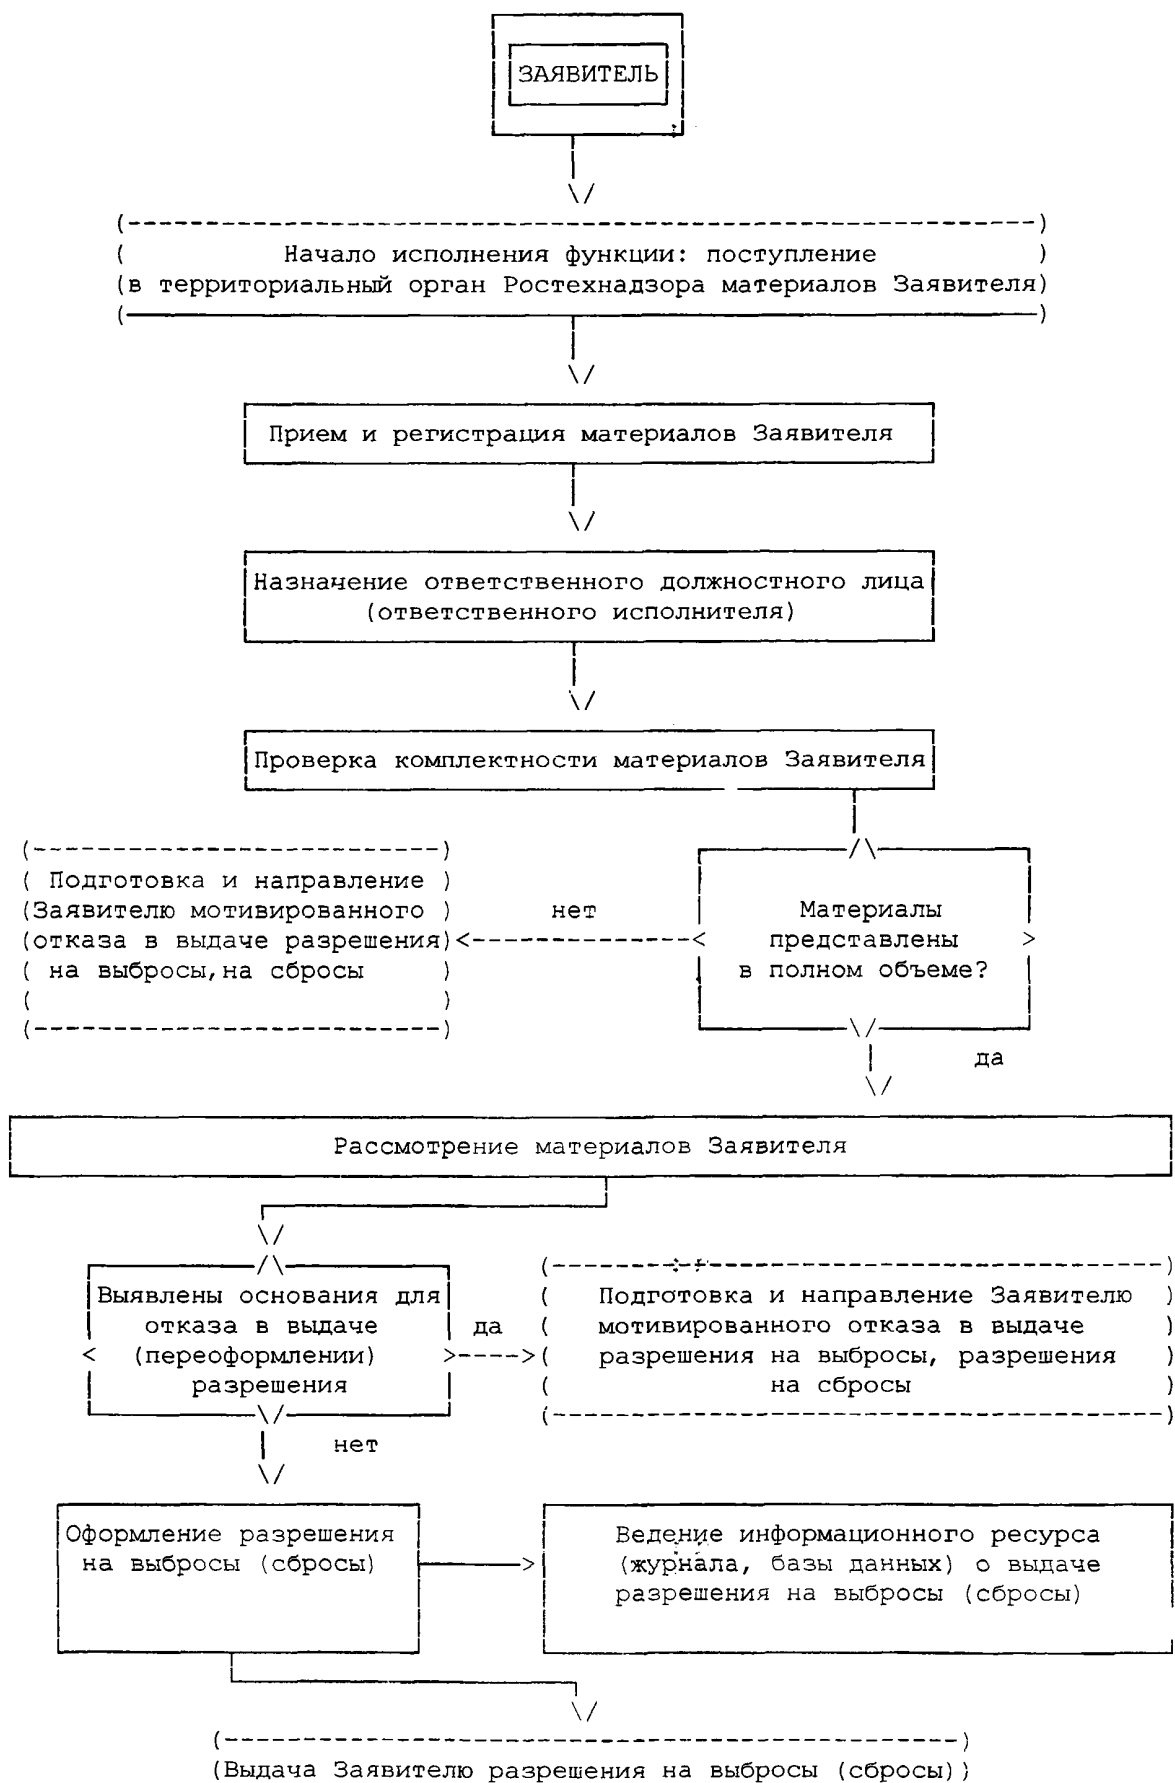 ЗАЯВИТЕЛЬ
Начало исполнения функции: поступление
в территориальный орган Ростехнадзора материалов Заявителя
Прием и регистрация материалов Заявителя
Назначение ответственного должностного лица
(ответственного исполнителя)
Проверка комплектности материалов Заявителя
Подготовка и направление
Заявителю мотивированного
отказа в выдаче разрешения
на выбросы, на сбросы
нет
Материалы
представлены
в полном объеме?
да
Рассмотрение материалов Заявителя
Выявлены основания для
отказа в выдаче
(переоформлении)
разрешения
да
Подготовка и направление Заявителю
мотивированного отказа в выдаче
разрешения на выбросы, разрешения
на сбросы
нет
Оформление разрешения
на выбросы (сбросы)
Ведение информационного ресурса
(журнала, базы данных) о выдаче
разрешения на выбросы (сбросы)
(Выдача Заявителю разрешения на выбросы (сбросы))